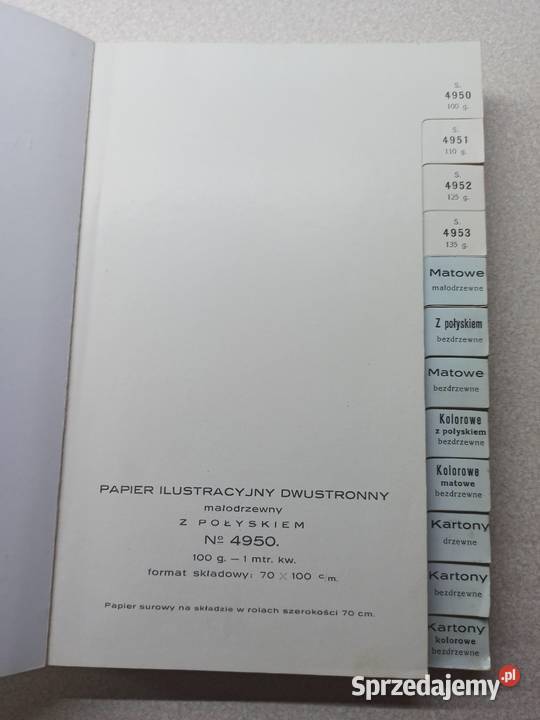 S.
4950
100 g.
S.
4951
110 g.
S.
4952
125 g.
S.
4953
135 g.
Matowe
małodrzewne
Z połyskiem
bezdrzewne
Matowe
bezdrzewne
Kolorowe
z połyskiem
bezdrzewne
Kolorowe
matowe
bezdrzewne
Kartony
drzewne
Kartony
bezdrzewne
Kartony
kolorowe
bezdrzewne
PAPIER ILUSTRACYJNY DWUSTRONNY
małodrzewny
Z POŁYSKIEM
№ 4950.
100 g. — 1 mtr. kw.
format składowy: 70 × 100 c/m.
Papier surowy na składzie w rolach szerokości 70 cm.
Sprzedajemy.pl